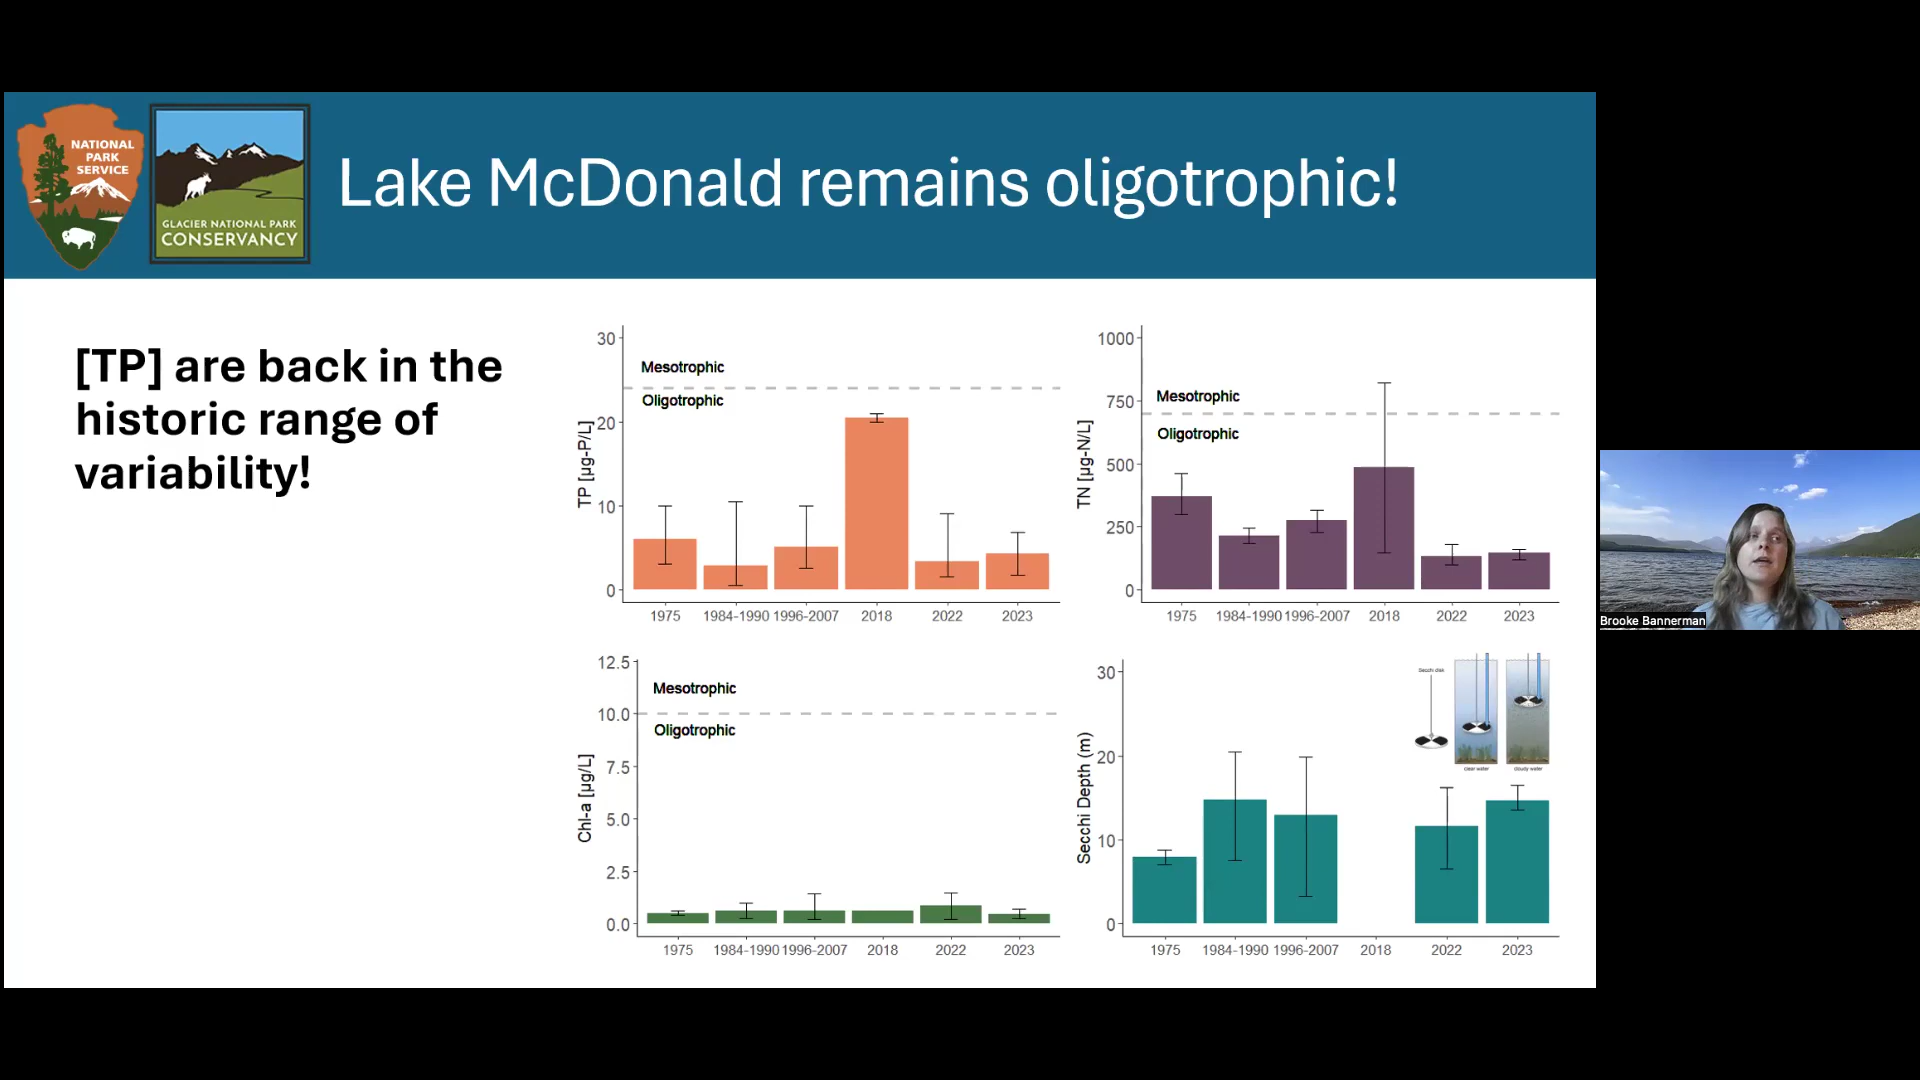 NATIONAL
PARK
SERVICE
GLACIER NATIONAL PARK
CONSERVANCY
Lake McDonald remains oligotrophic!
[TP] are back in the
historic range of
variability!
30
20
10
0
TP [µg-P/L]
Mesotrophic
Oligotrophic
1975 1984-1990 1996-2007 2018 2022 2023
1000
750
500
250
0
TN [µg-N/L]
Mesotrophic
Oligotrophic
1975 1984-1990 1996-2007 2018 2022 2023
12.5
10.0
7.5
5.0
2.5
0.0
Chl-a [µg/L]
Mesotrophic
Oligotrophic
1975 1984-1990 1996-2007 2018 2022 2023
30
20
10
0
Secchi Depth (m)
Secchi disk
Clear water
Cloudy water
1975 1984-1990 1996-2007 2018 2022 2023
Brooke Bannerman